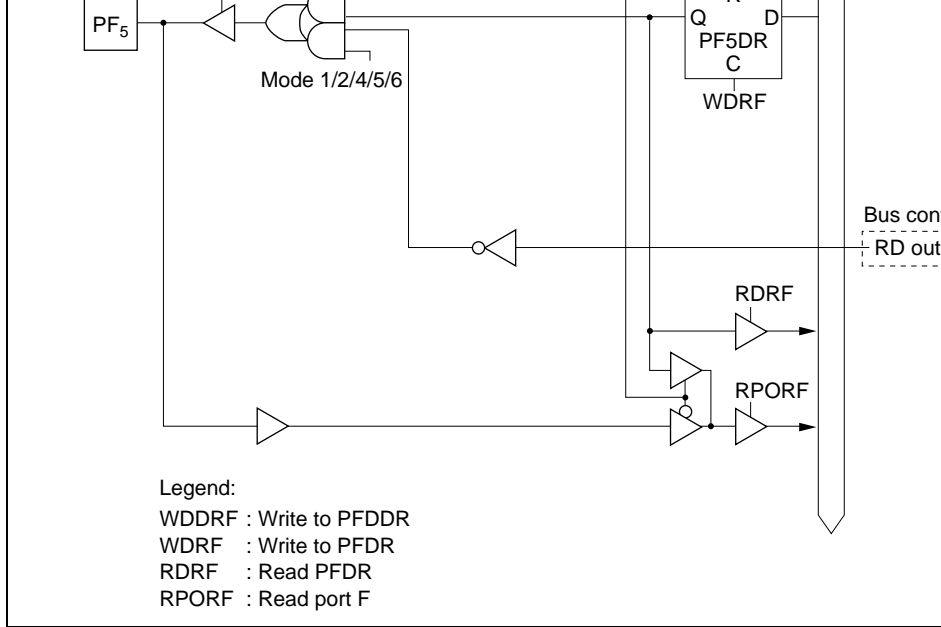 PF5
Q D
PF5DR
C
Mode 1/2/4/5/6
WDRF
Bus
RD out
RDRF
RPORF
Legend:
WDDRF : Write to PFDDR
WDRF : Write to PFDR
RDRF : Read PFDR
RPORF : Read port F